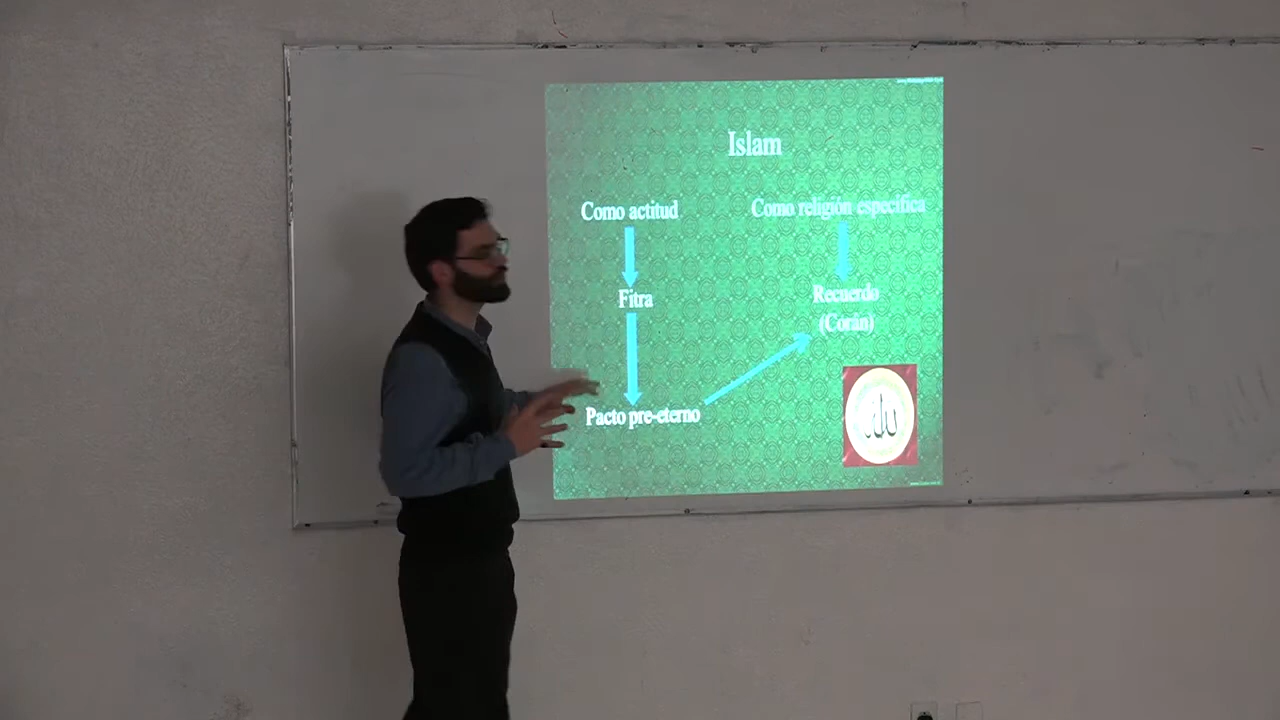 Islam
Como actitud
Como religión específica
Fitra
Recuerdo
(Corán)
Pacto pre-eterno